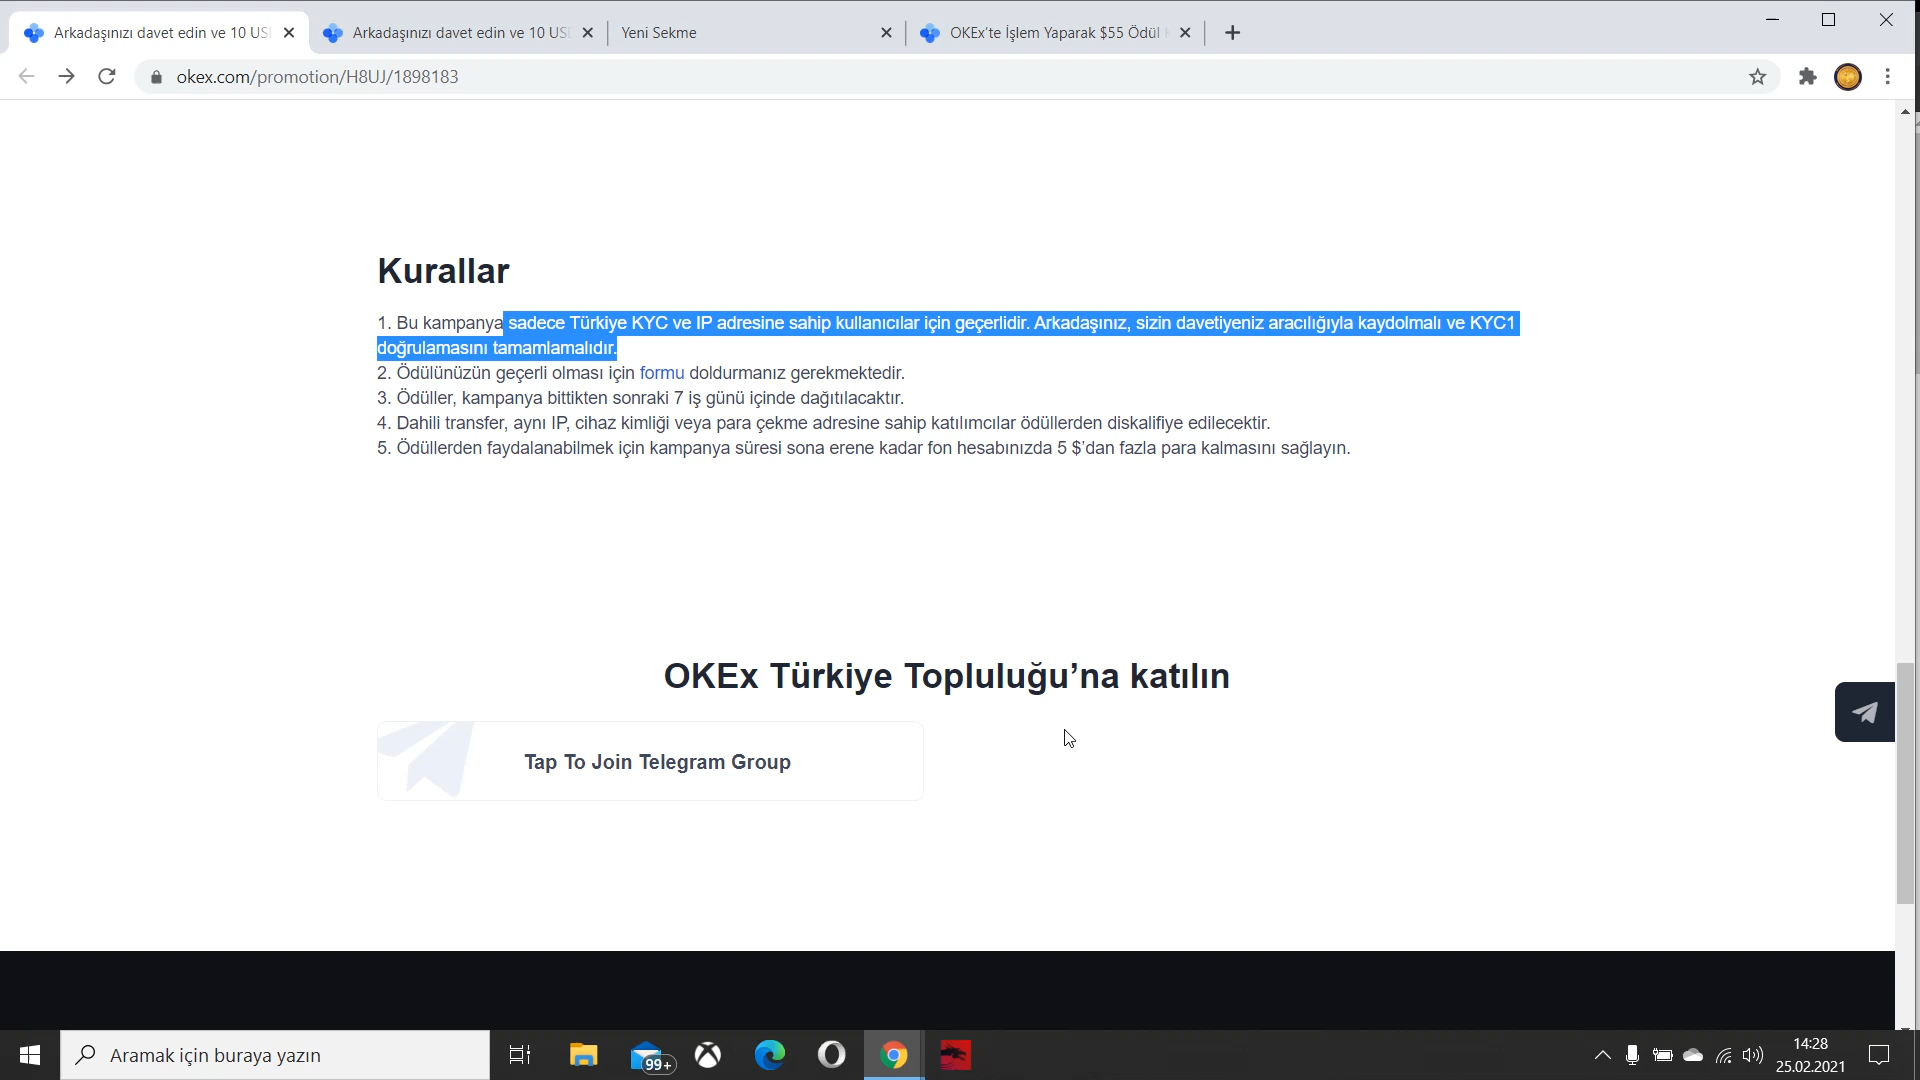 Arkadaşınızı davet edin ve 10 US
Arkadaşınızı davet edin ve 10 US
Yeni Sekme
OKEx'te İşlem Yaparak $55 Ödül
okex.com/promotion/H8UJ/1898183
Kurallar
1. Bu kampanya sadece Türkiye KYC ve IP adresine sahip kullanıcılar için geçerlidir. Arkadaşınız, sizin davetiyeniz aracılığıyla kaydolmalı ve KYC1
doğrulamasını tamamlamalıdır.
2. Ödülünüzün geçerli olması için formu doldurmanız gerekmektedir.
3. Ödüller, kampanya bittikten sonraki 7 iş günü içinde dağıtılacaktır.
4. Dahili transfer, aynı IP, cihaz kimliği veya para çekme adresine sahip katılımcılar ödüllerden diskalifiye edilecektir.
5. Ödüllerden faydalanabilmek için kampanya süresi sona erene kadar fon hesabınızda 5 $'dan fazla para kalmasını sağlayın.
OKEx Türkiye Topluluğu’na katılın
Tap To Join Telegram Group
Aramak için buraya yazın
99+
14:28
25.02.2021